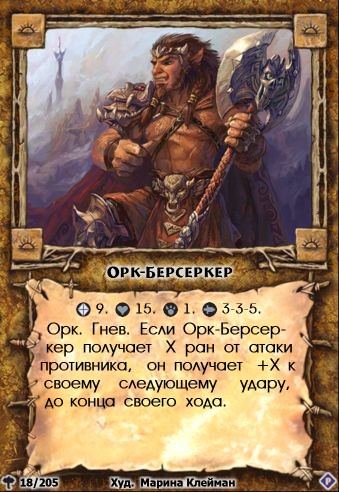 Орк-Берсеркер
9. 15. 1. 3-3-5.
Орк. Гнев. Если Орк-Берсер-
кер получает Х ран от атаки
противника, он получает +Х к
своему следующему удару,
до конца своего хода.
18/205 Худ. Марина Клейман Р